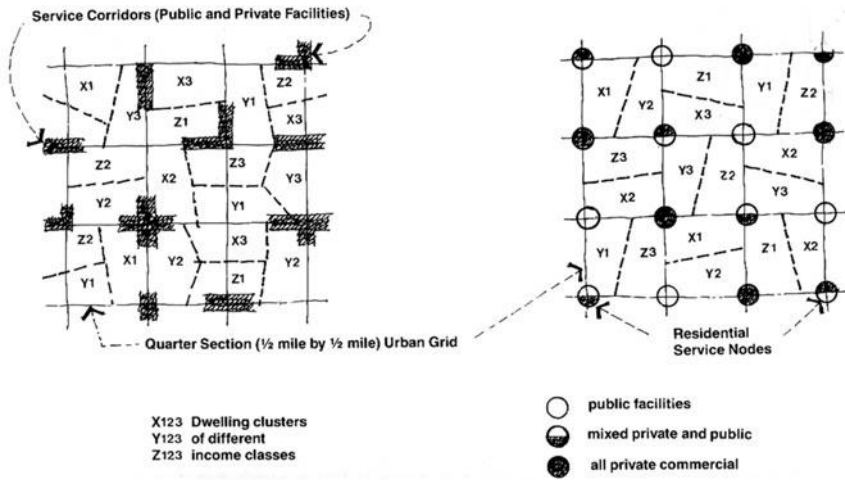 Service Corridors (Public and Private Facilities)
X1
X3
Z2
Y3
Z1
Y1
X3
Z2
X2
Z3
Y3
Y2
Y1
Z2
X1
Y2
X3
Y2
Y1
Z1
X1
Y2
Z1
Y1
Z2
X3
Z3
Y3
Z2
X2
X2
Y3
Y1
Z3
X1
Z1
X2
Y2
Quarter Section (½ mile by ½ mile) Urban Grid
Residential
Service Nodes
X123 Dwelling clusters
Y123 of different
Z123 income classes
public facilities
mixed private and public
all private commercial